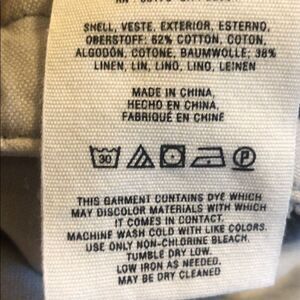 SHELL, VESTE, EXTERIOR, ESTERNO,
OBERSTOFF: 62% COTTON, COTON,
ALGODÓN, COTONE, BAUMWOLLE; 38%
LINEN, LIN, LINO, LINO, LEINEN
MADE IN CHINA,
HECHO EN CHINA,
FABRIQUÉ EN CHINE
30 P
THIS GARMENT CONTAINS DYE WHICH
MAY DISCOLOR MATERIALS WITH WHICH
IT COMES IN CONTACT.
MACHINE WASH COLD WITH LIKE COLORS.
USE ONLY NON-CHLORINE BLEACH.
TUMBLE DRY LOW.
LOW IRON AS NEEDED.
MAY BE DRY CLEANED